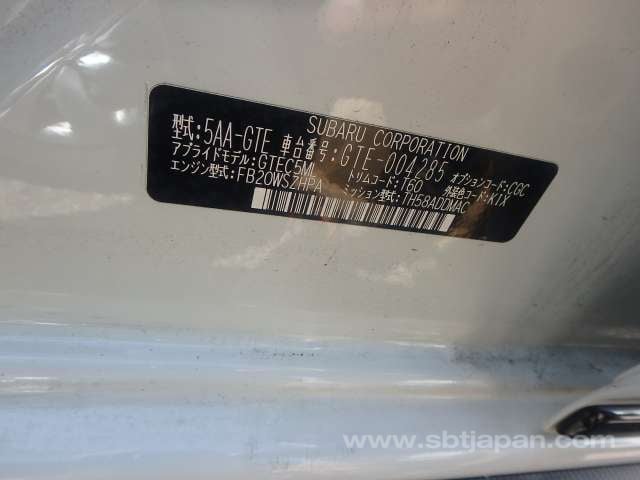 SUBARU CORPORATION
型式:5AA-GTE 車台番号:GTE-004285 オプションコード:CGC
アプライドモデル:GTEC5ML トリムコード:T60 外装色コード:K1X
エンジン型式:FB20WSZHPA ミッション型式:TH58ADDMAC
www.sbtjapan.com